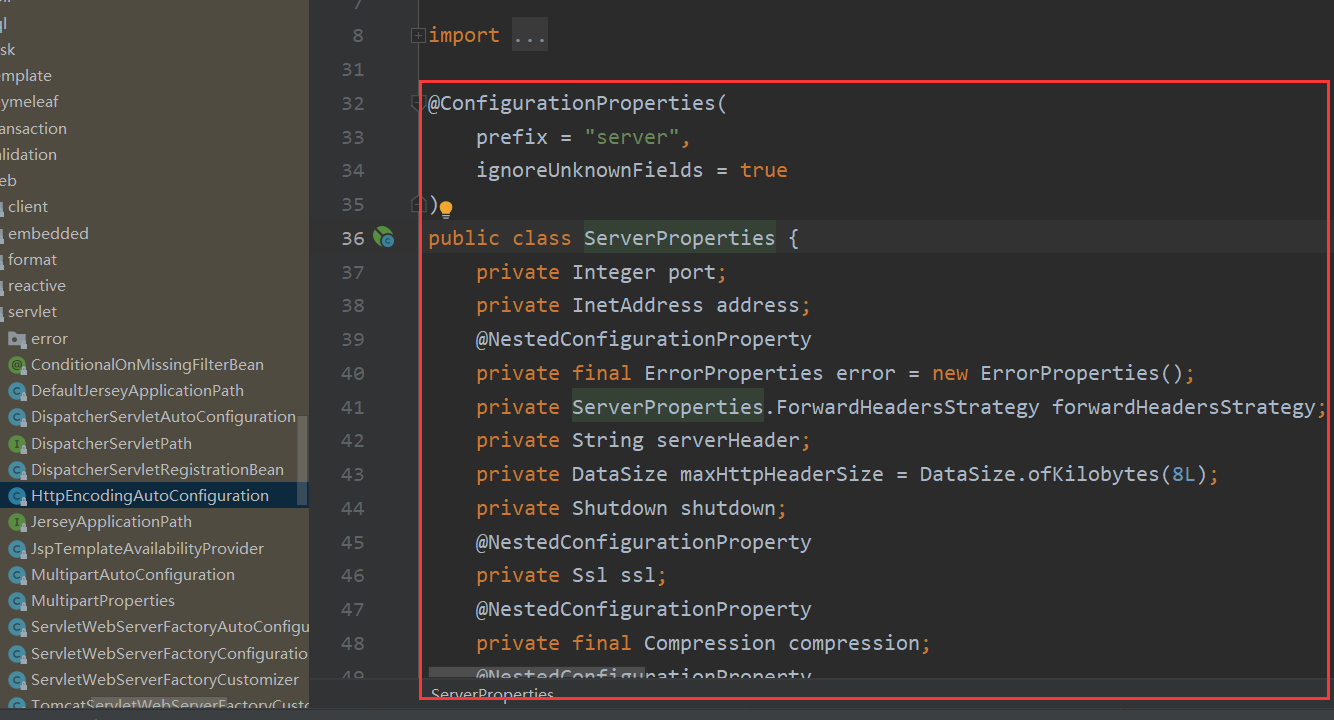 ql
sk
mplate
ymeleaf
ansaction
lidation
eb
client
embedded
format
reactive
servlet
error
ConditionalOnMissingFilterBean
DefaultJerseyApplicationPath
DispatcherServletAutoConfiguration
DispatcherServletPath
DispatcherServletRegistrationBean
HttpEncodingAutoConfiguration
JerseyApplicationPath
JspTemplateAvailabilityProvider
MultipartAutoConfiguration
MultipartProperties
ServletWebServerFactoryAutoConfigu
ServletWebServerFactoryConfiguratio
ServletWebServerFactoryCustomizer
TomcatServletWebServerFactoryCusto
7
8 import ...
31
32 @ConfigurationProperties(
33 prefix = "server",
34 ignoreUnknownFields = true
35 )
36 public class ServerProperties {
37 private Integer port;
38 private InetAddress address;
39 @NestedConfigurationProperty
40 private final ErrorProperties error = new ErrorProperties();
41 private ServerProperties.ForwardHeadersStrategy forwardHeadersStrategy;
42 private String serverHeader;
43 private DataSize maxHttpHeaderSize = DataSize.ofKilobytes(8L);
44 private Shutdown shutdown;
45 @NestedConfigurationProperty
46 private Ssl ssl;
47 @NestedConfigurationProperty
48 private final Compression compression;
49 @NestedConfigurationProperty
ServerProperties